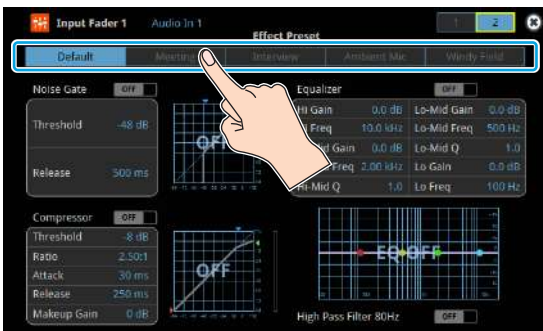 Input Fader 1 Audio In 1 1 2
Effect Preset
Default Meeting Interview Ambient Mic Windy Field
Noise Gate OFF
Threshold -48 dB
Release 500 ms
OFF
Equalizer OFF
Hi Gain 0.0 dB Lo-Mid Gain 0.0 dB
Hi Freq 10.0 kHz Lo-Mid Freq 500 Hz
Gain 0.0 dB Lo-Mid Q 1.0
Freq 2.00 kHz Lo Gain 0.0 dB
Hi-Mid Q 1.0 Lo Freq 100 Hz
Compressor OFF
Threshold -8 dB
Ratio 2.50:1
Attack 30 ms
Release 250 ms
Makeup Gain 0 dB
OFF
EQ OFF
High Pass Filter 80Hz OFF